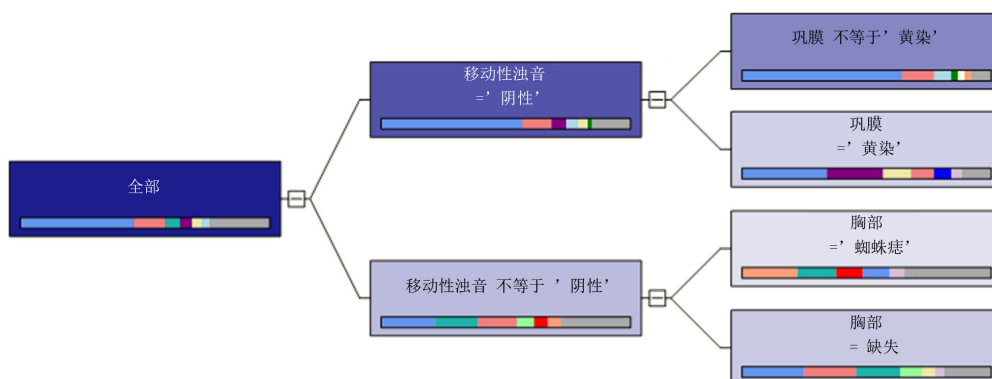 全部
移动性浊音
=’阴性’
移动性浊音 不等于 ’阴性’
巩膜 不等于’黄染’
巩膜
=’黄染’
胸部
=’蜘蛛痣’
胸部
= 缺失